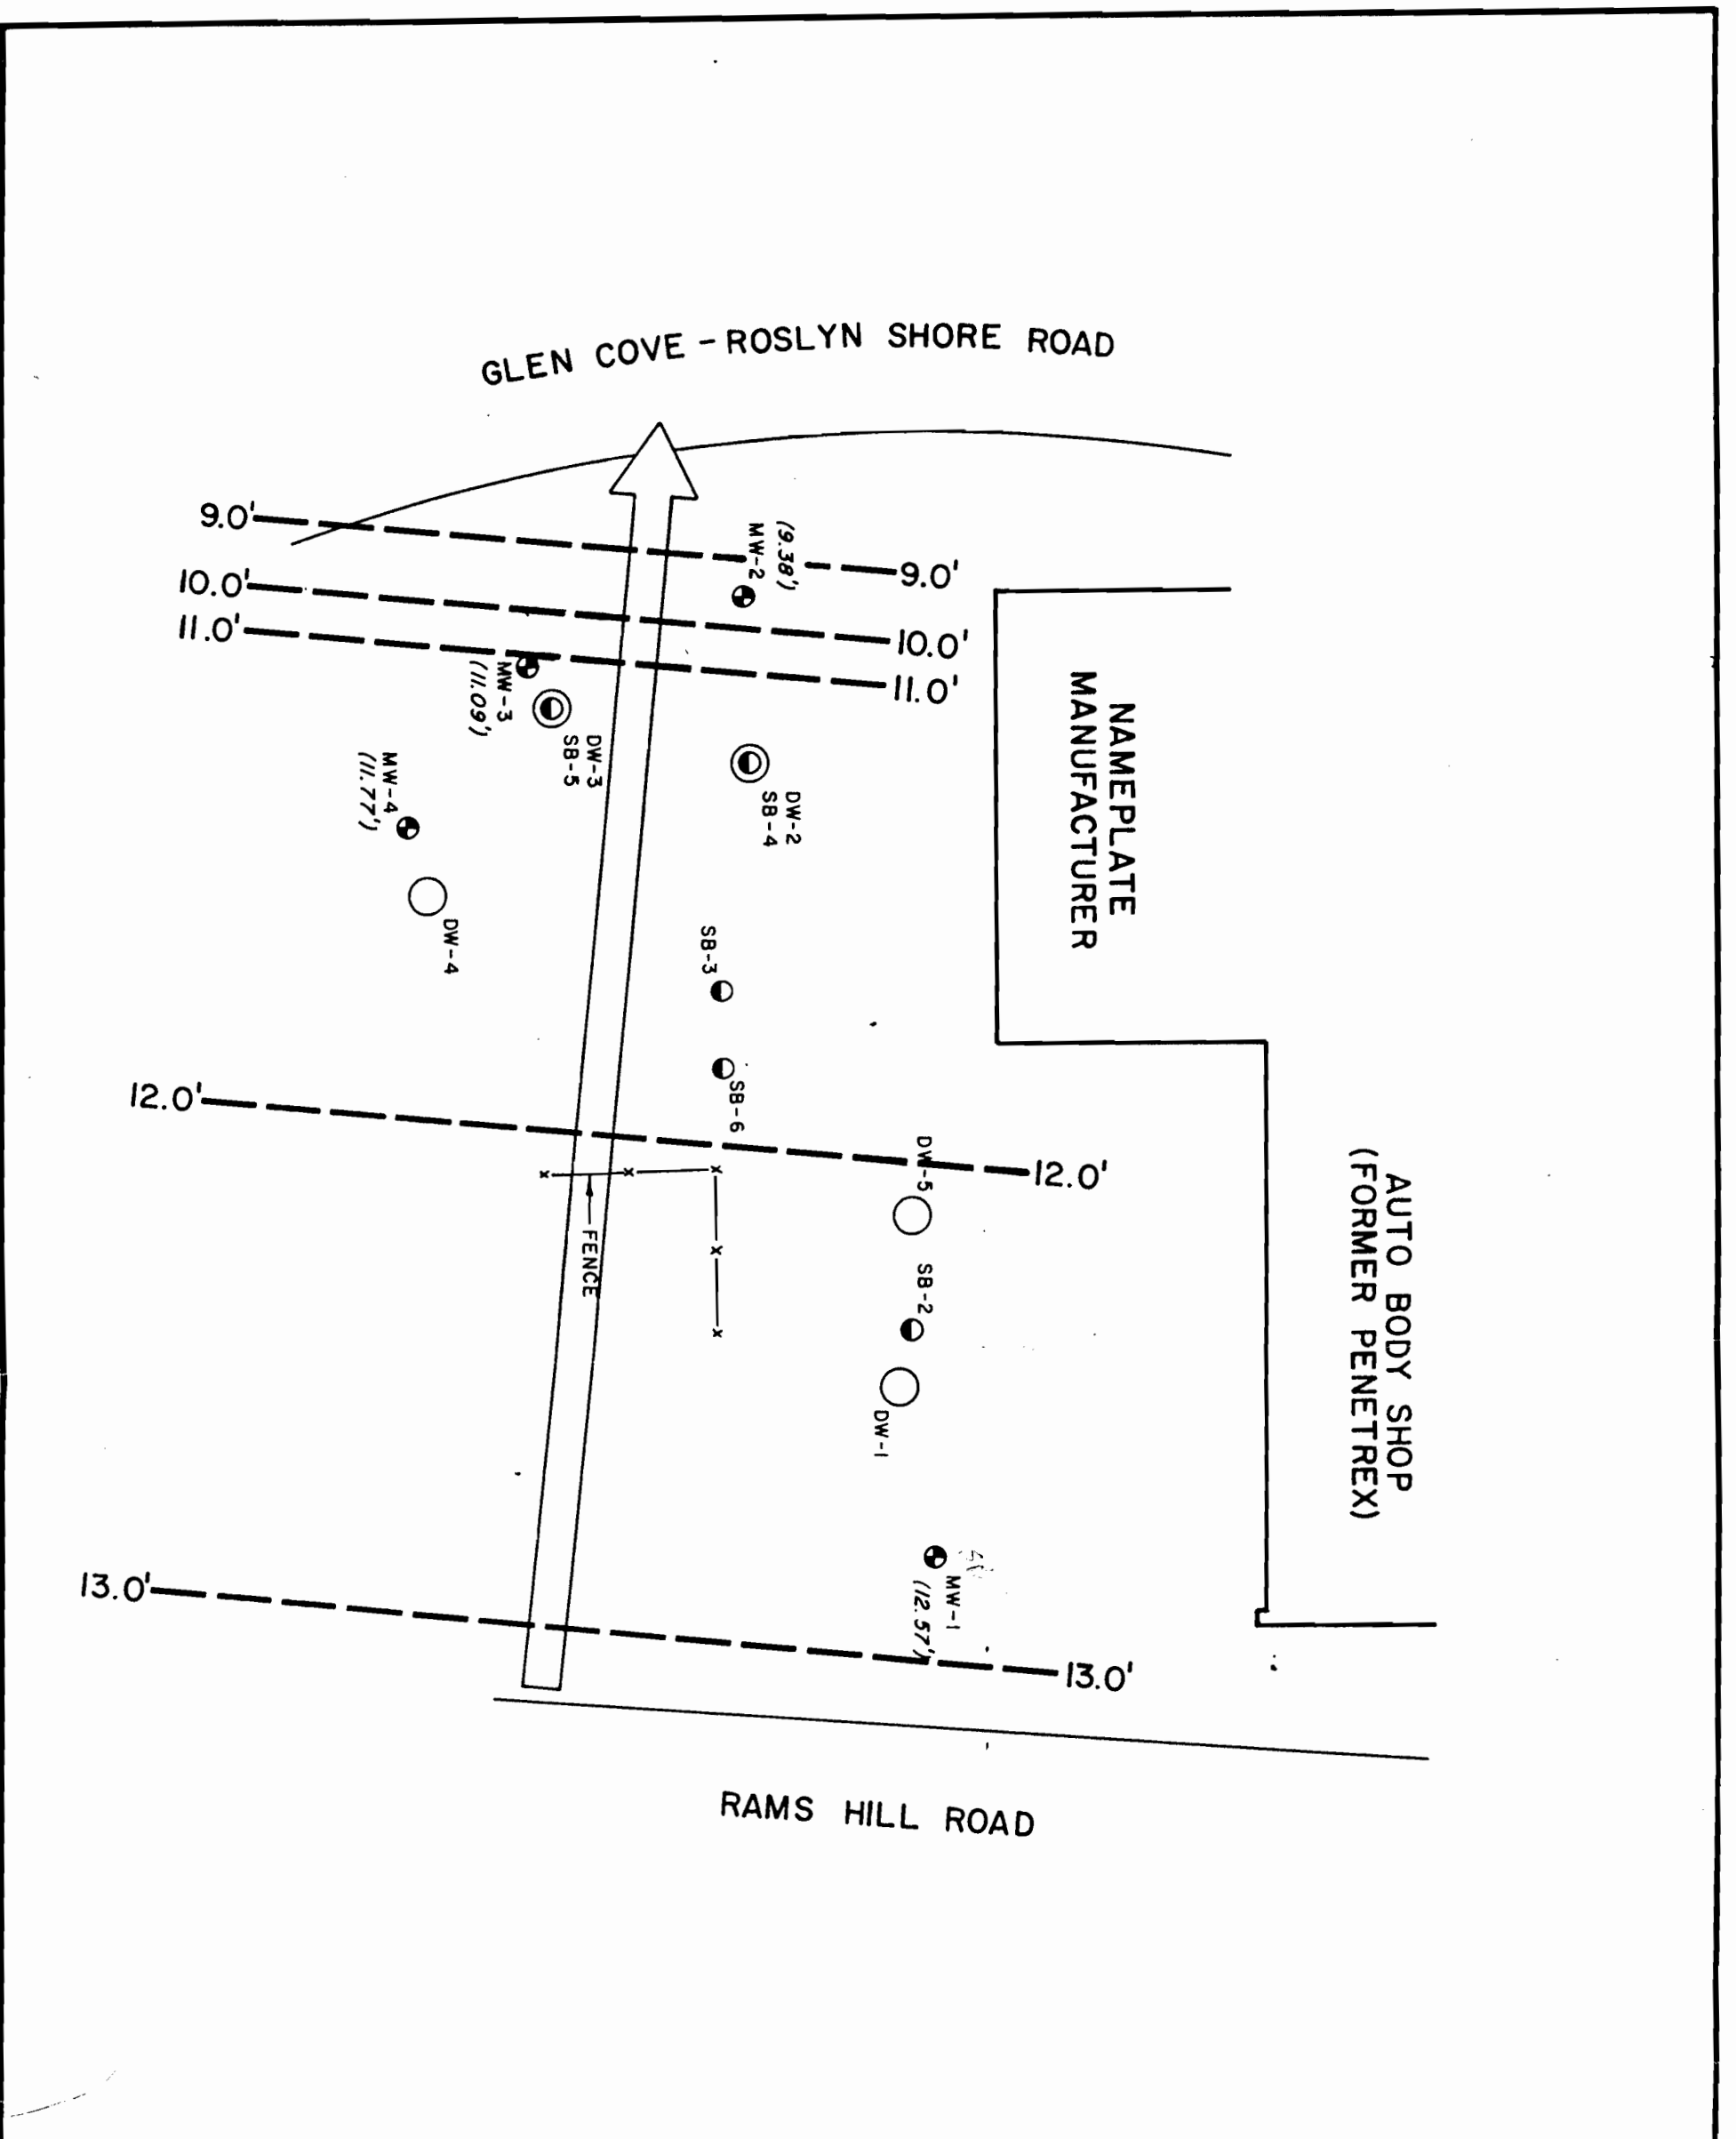 GLEN COVE - ROSLYN SHORE ROAD
9.0'
9.0'
(9.38')
MW-2
10.0'
10.0'
11.0'
11.0'
MW-3
(11.09')
DW-3
SB-5
DW-2
SB-4
NAMEPLATE
MANUFACTURER
MW-4
(11.77')
DW-4
SB-3
SB-6
12.0'
12.0'
DW-5
FENCE
SB-2
DW-1
AUTO BODY SHOP
(FORMER PENETREX)
MW-1
(12.57')
13.0'
13.0'
RAMS HILL ROAD